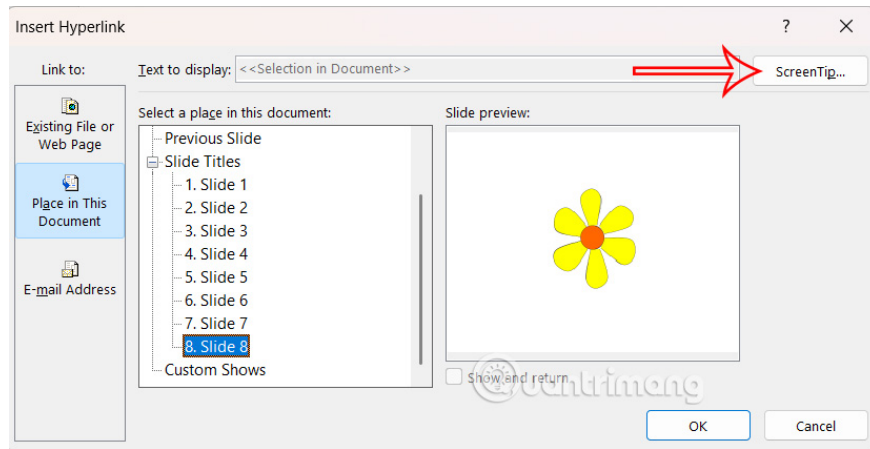 Insert Hyperlink
? X
Link to:
Text to display: <<Selection in Document>>
ScreenTip...
Existing File or
Web Page
Place in This
Document
E-mail Address
Select a place in this document:
Previous Slide
Slide Titles
1. Slide 1
2. Slide 2
3. Slide 3
4. Slide 4
5. Slide 5
6. Slide 6
7. Slide 7
8. Slide 8
Custom Shows
Slide preview:
Show and return
Quantrimang
OK
Cancel